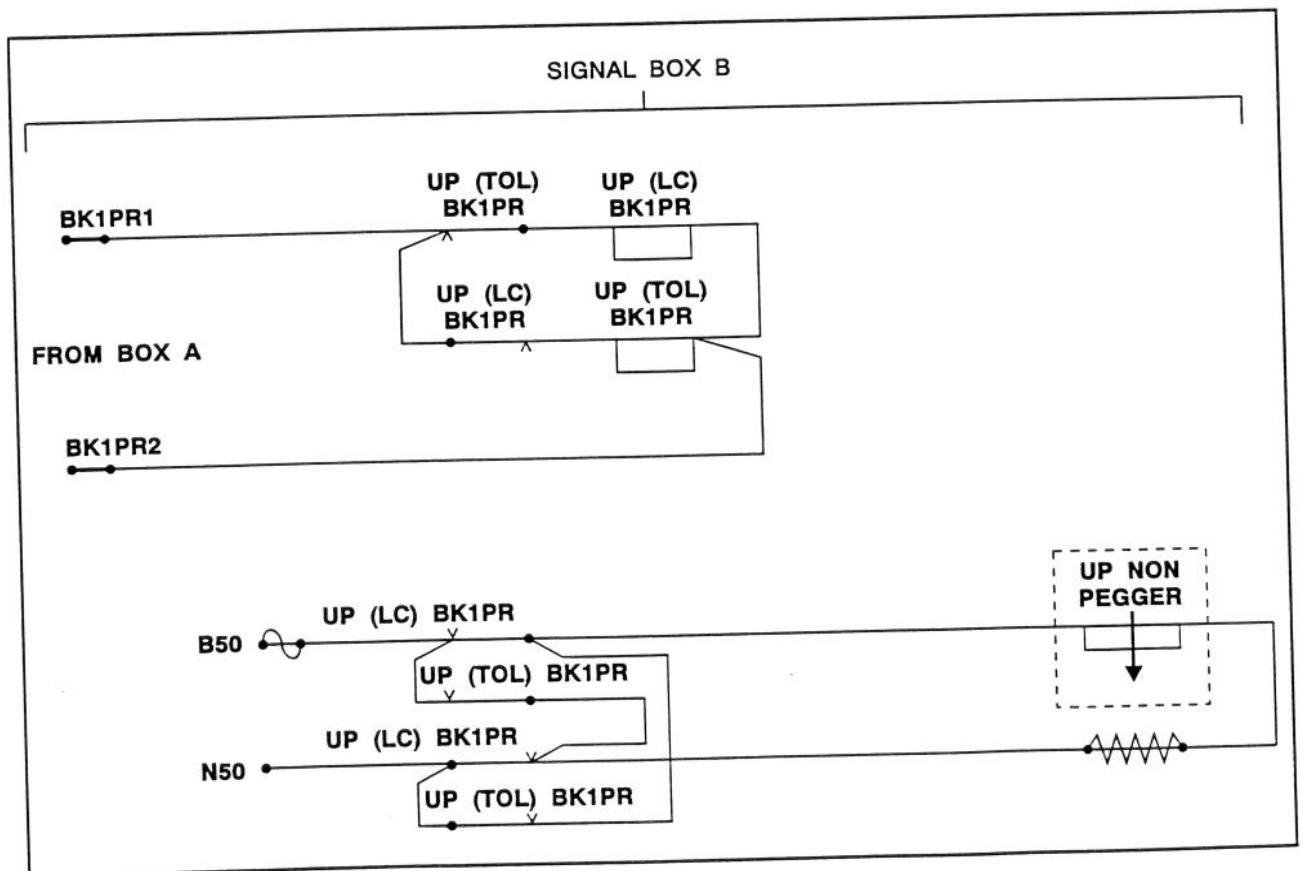 SIGNAL BOX B
UP (TOL)
BK1PR
UP (LC)
BK1PR
BK1PR1
UP (LC)
BK1PR
UP (TOL)
BK1PR
FROM BOX A
BK1PR2
UP NON
PEGGER
UP (LC) BK1PR
B50
UP (TOL) BK1PR
UP (LC) BK1PR
N50
UP (TOL) BK1PR